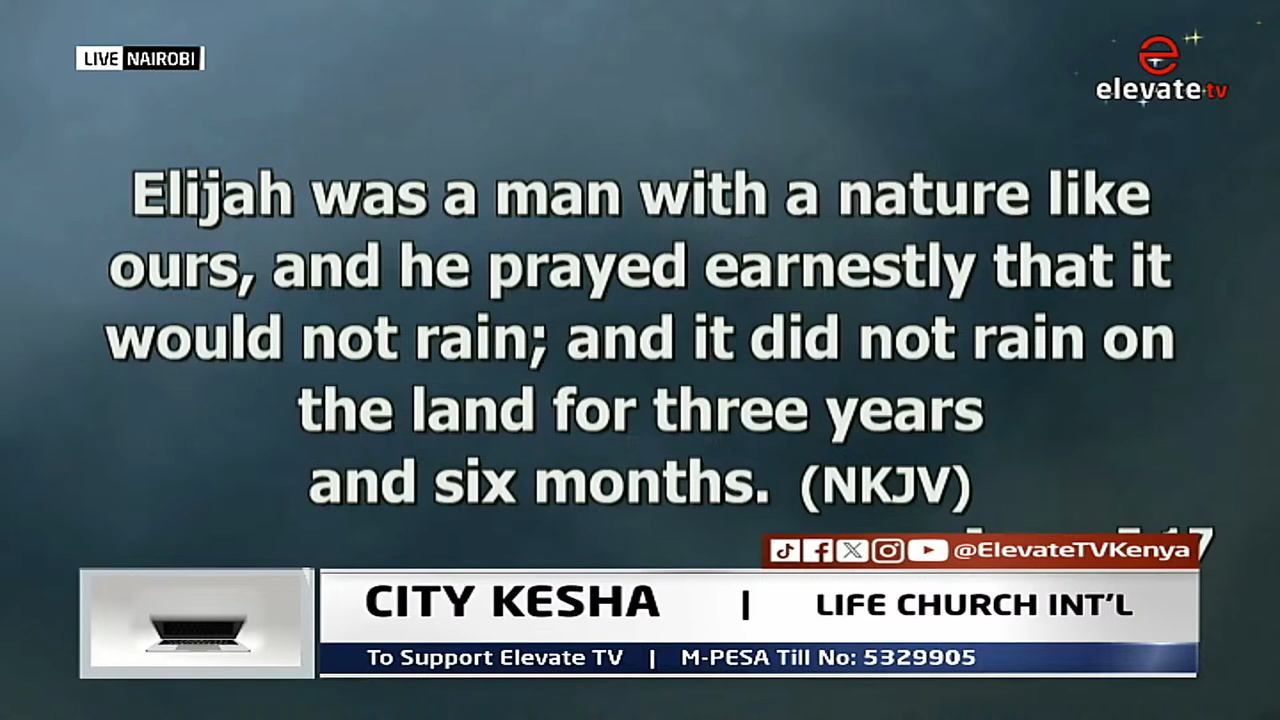 LIVE NAIROBI
elevate tv
Elijah was a man with a nature like
ours, and he prayed earnestly that it
would not rain; and it did not rain on
the land for three years
and six months. (NKJV)
@ElevateTVKenya
CITY KESHA | LIFE CHURCH INT'L
To Support Elevate TV | M-PESA Till No: 5329905